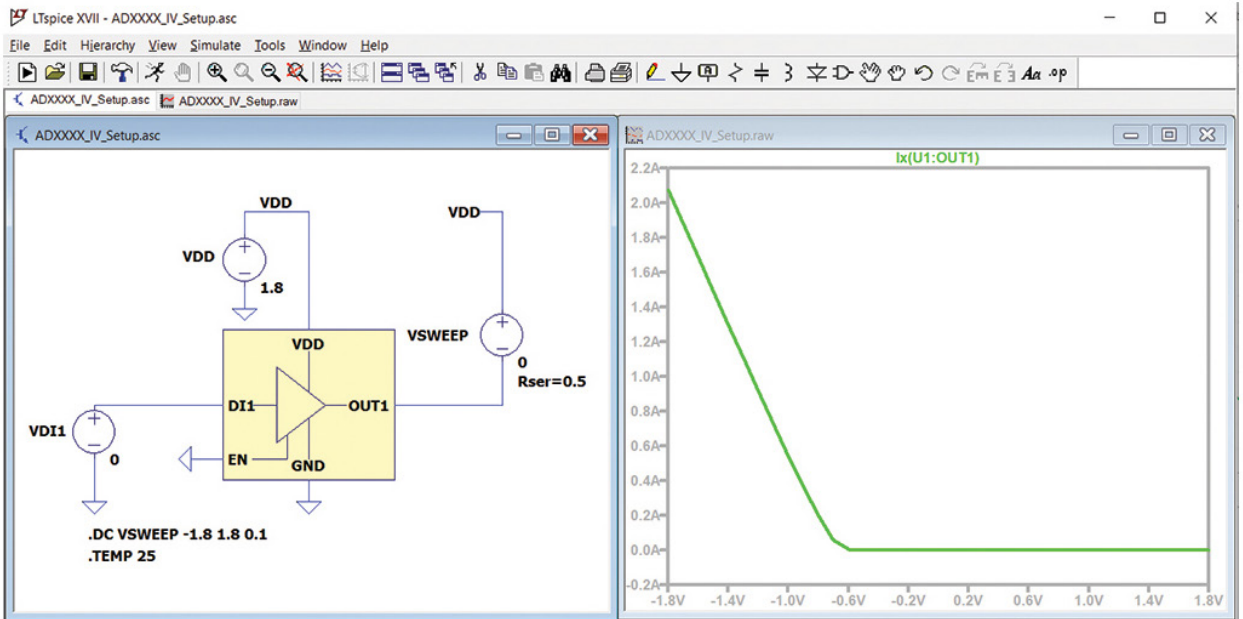 LTspice XVII - ADXXXX_IV_Setup.asc
File Edit Hierarchy View Simulate Tools Window Help
Aa .op
ADXXXX_IV_Setup.asc ADXXXX_IV_Setup.raw
ADXXXX_IV_Setup.asc
VDD
VDD
VDD
1.8
VDD
VSWEEP
0
Rser=0.5
DI1
OUT1
VDI1
0
EN
GND
.DC VSWEEP -1.8 1.8 0.1
.TEMP 25
ADXXXX_IV_Setup.raw
Ix(U1:OUT1)
2.2A
2.0A
1.8A
1.6A
1.4A
1.2A
1.0A
0.8A
0.6A
0.4A
0.2A
0.0A
-0.2A
-1.8V -1.4V -1.0V -0.6V -0.2V 0.2V 0.6V 1.0V 1.4V 1.8V